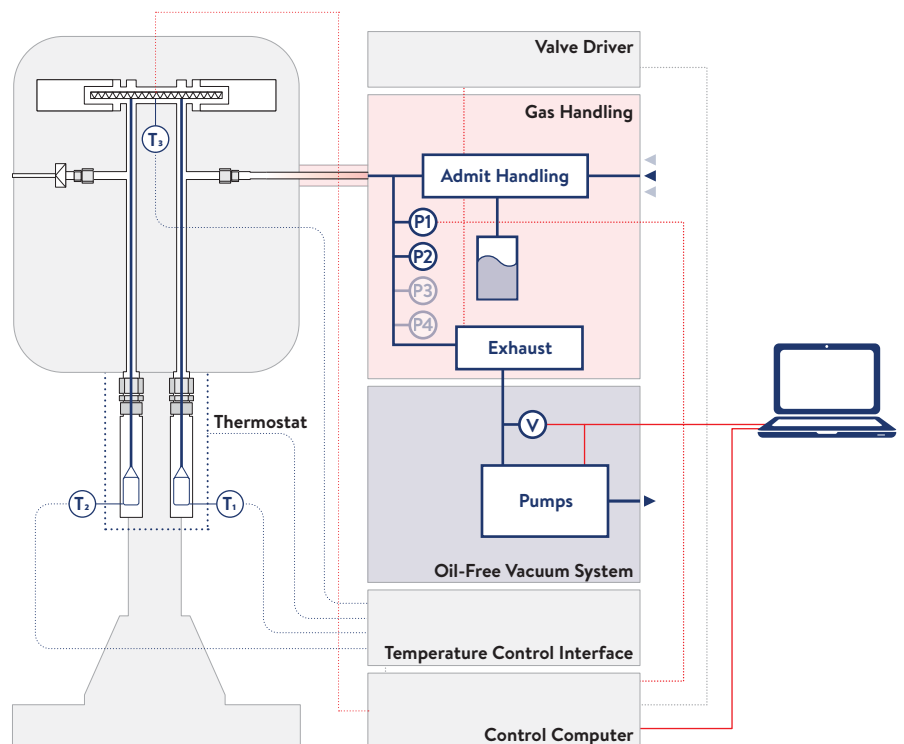 Valve Driver
Gas Handling
T₃
Admit Handling
P1
P2
P3
P4
Exhaust
Thermostat
V
T₂
T₁
Pumps
Oil-Free Vacuum System
Temperature Control Interface
Control Computer